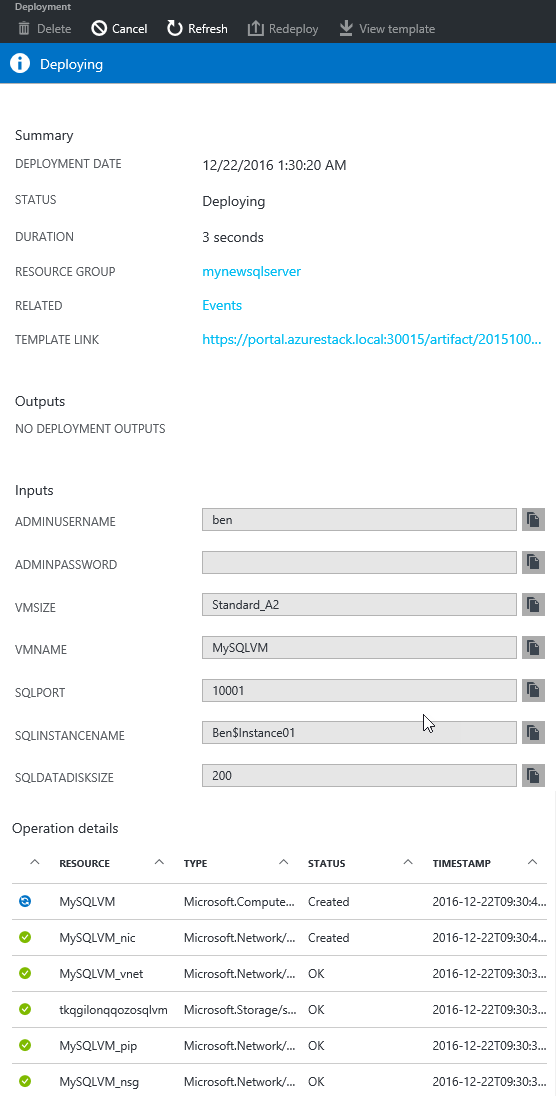 Deployment
Delete Cancel Refresh Redeploy View template
Deploying
Summary
DEPLOYMENT DATE 12/22/2016 1:30:20 AM
STATUS Deploying
DURATION 3 seconds
RESOURCE GROUP mynewsqlserver
RELATED Events
TEMPLATE LINK https://portal.azurestack.local:30015/artifact/2015100...
Outputs
NO DEPLOYMENT OUTPUTS
Inputs
ADMINUSERNAME ben
ADMINPASSWORD
VMSIZE Standard_A2
VMNAME MySQLVM
SQLPORT 10001
SQLINSTANCENAME Ben$Instance01
SQLDATADISKSIZE 200
Operation details
RESOURCE TYPE STATUS TIMESTAMP
MySQLVM Microsoft.Compute... Created 2016-12-22T09:30:4...
MySQLVM_nic Microsoft.Network/... Created 2016-12-22T09:30:4...
MySQLVM_vnet Microsoft.Network/... OK 2016-12-22T09:30:3...
tkqgilonqqozosqlvm Microsoft.Storage/s... OK 2016-12-22T09:30:3...
MySQLVM_pip Microsoft.Network/... OK 2016-12-22T09:30:3...
MySQLVM_nsg Microsoft.Network/... OK 2016-12-22T09:30:3...